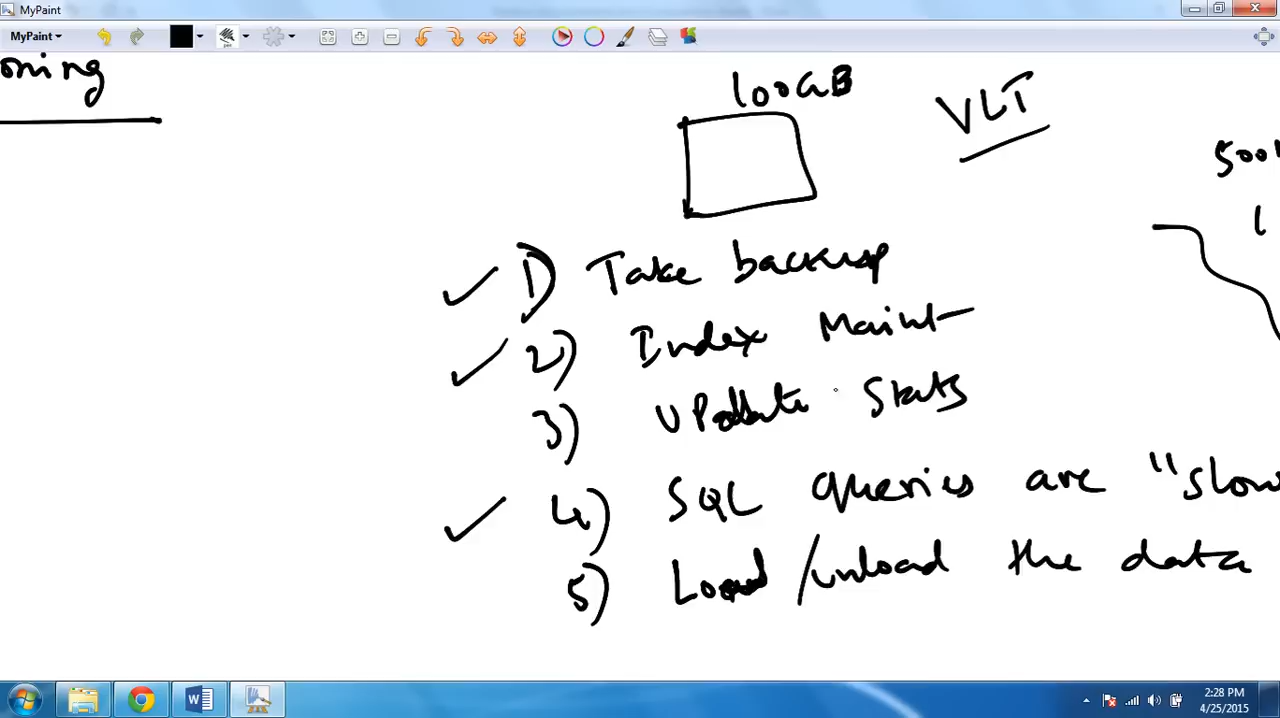 MyPaint
MyPaint
oning
100GB
VLT
500
1) Take backup
2) Index Maint
3) UPdate Stats
4) SQL queries are "slow
5) Load/unload the data
2:28 PM
4/25/2015